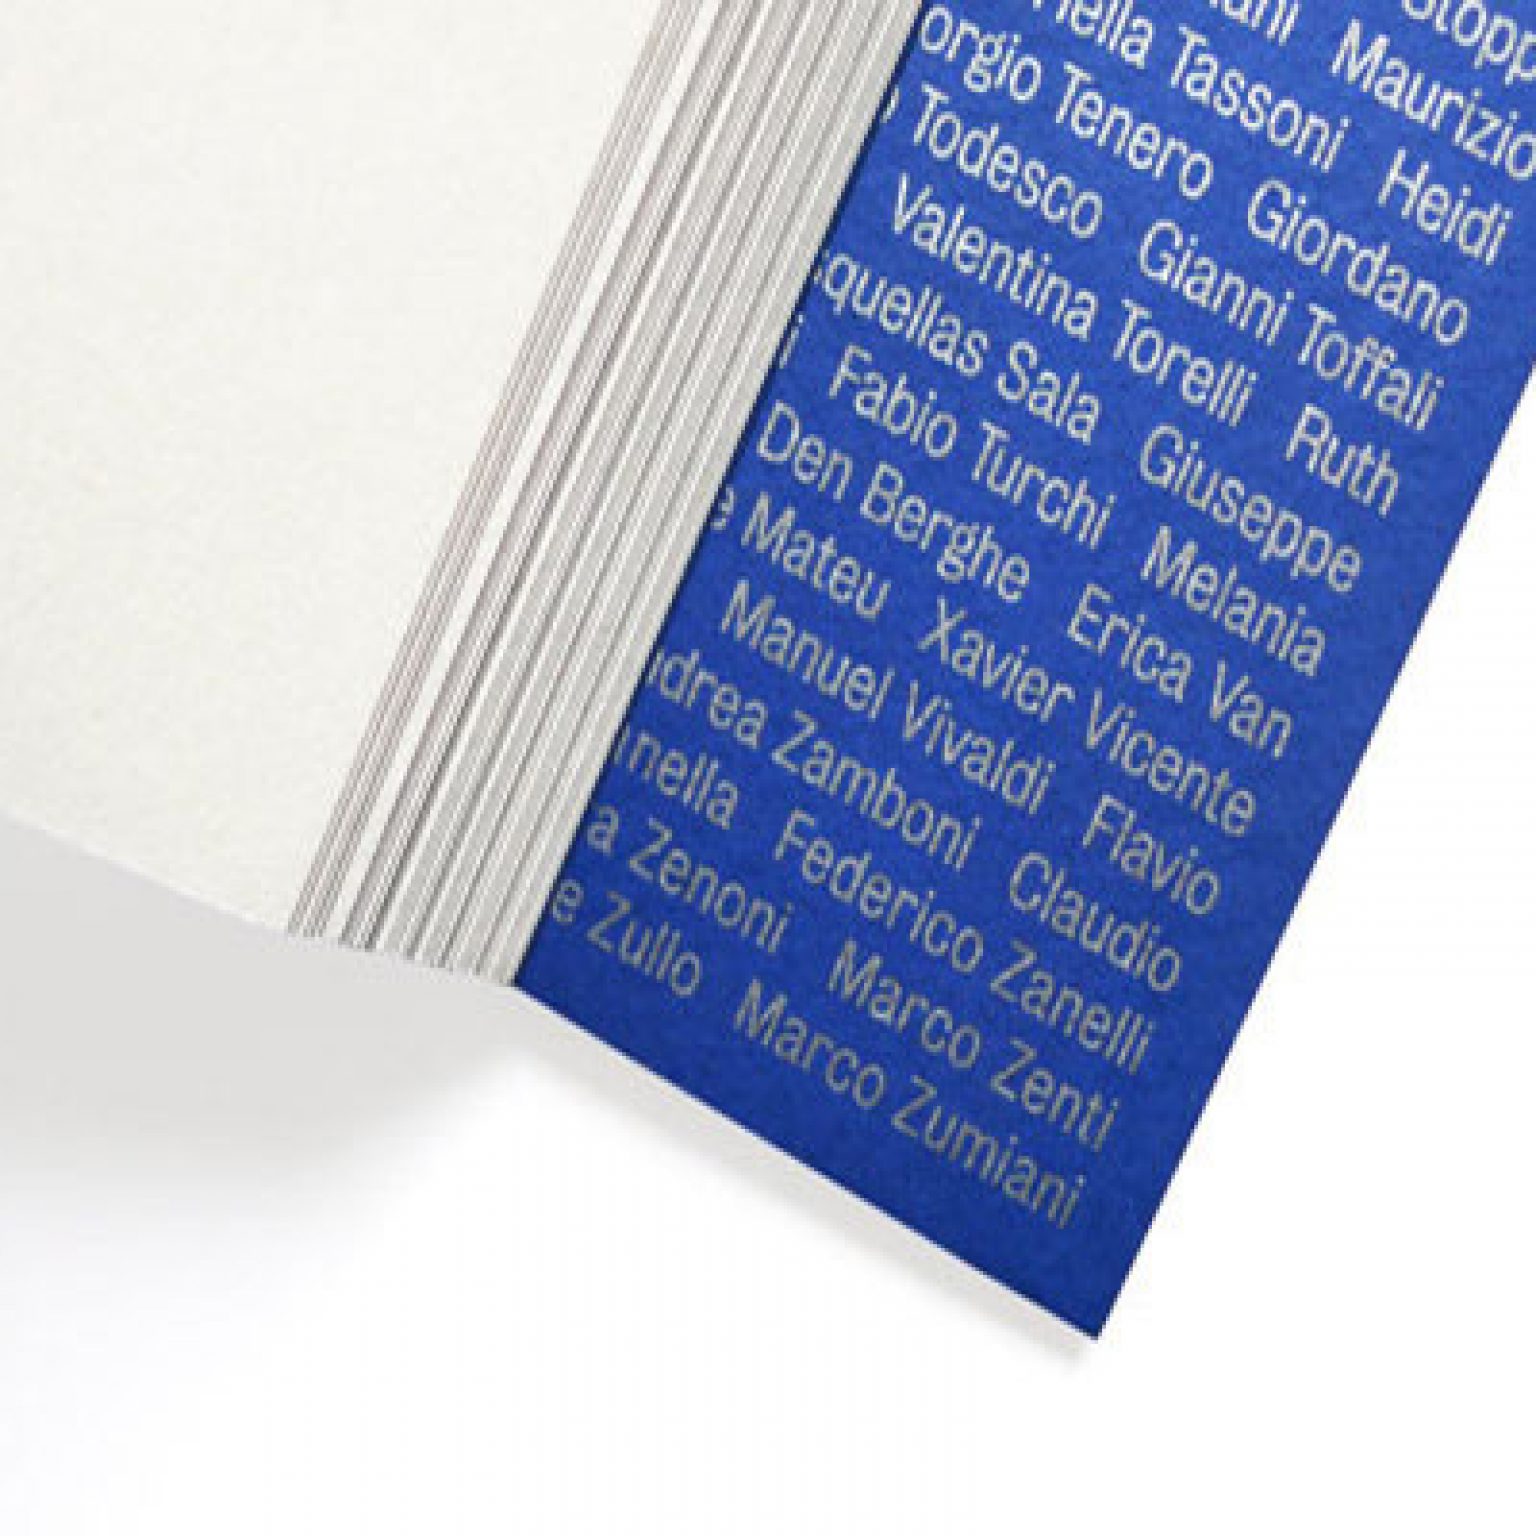 Maurizio
Tassoni Heidi
Tenero Giordano
Todesco Gianni Toffali
Valentina Torelli Ruth
Sala Giuseppe
Fabio Turchi Melania
Den Berghe Erica Van
Mateu Xavier Vicente
Manuel Vivaldi Flavio
Zamboni Claudio
Federico Zanelli
Zenoni Marco Zenti
Zullo Marco Zumiani